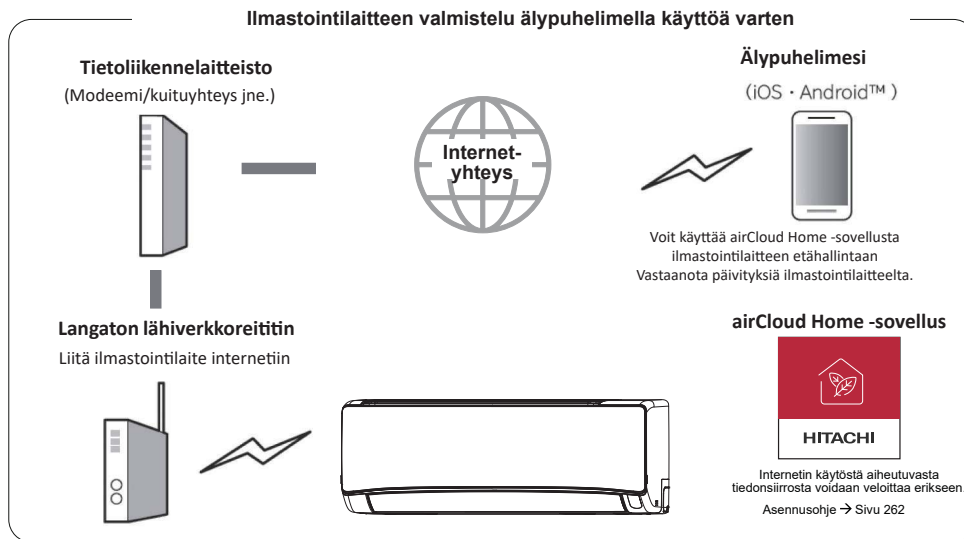 Ilmastointilaitteen valmistelu älypuhelimella käyttöä varten
Tietoliikennelaitteisto
(Modeemi/kuituyhteys jne.)
Internet-
yhteys
Älypuhelimesi
(iOS・Android™ )
Voit käyttää airCloud Home -sovellusta
ilmastointilaitteen etähallintaan
Vastaanota päivityksiä ilmastointilaitteelta.
Langaton lähiverkkoreititin
Liitä ilmastointilaite internetiin
airCloud Home -sovellus
HITACHI
Internetin käytöstä aiheutuvasta
tiedonsiirrosta voidaan veloittaa erikseen.
Asennusohje → Sivu 262